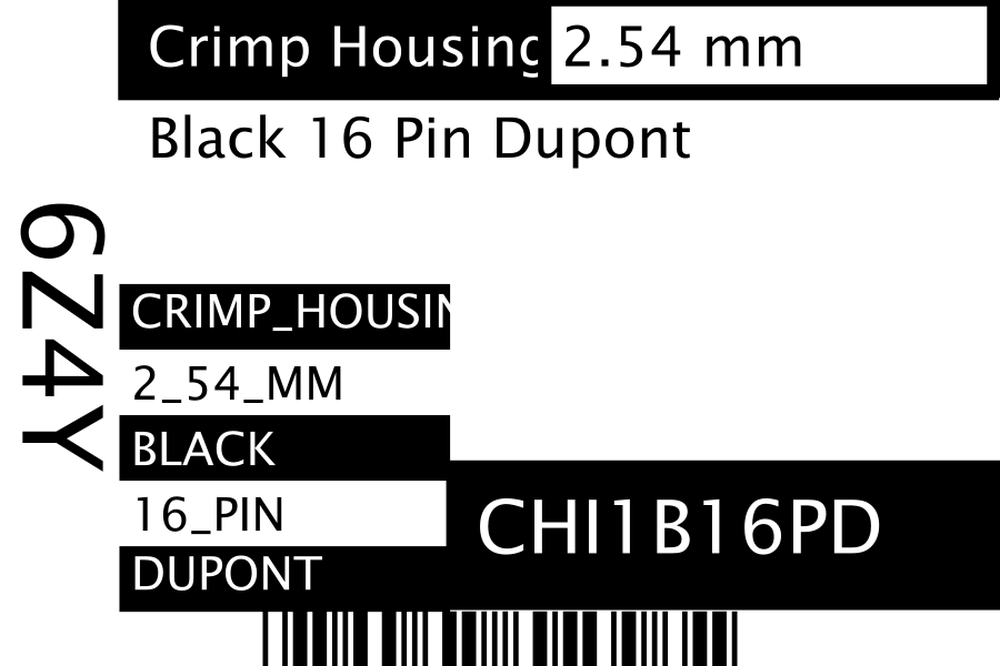 Crimp Housing 2.54 mm
Black 16 Pin Dupont
6Z4Y
CRIMP_HOUSIN
2_54_MM
BLACK
16_PIN
DUPONT
CHI1B16PD